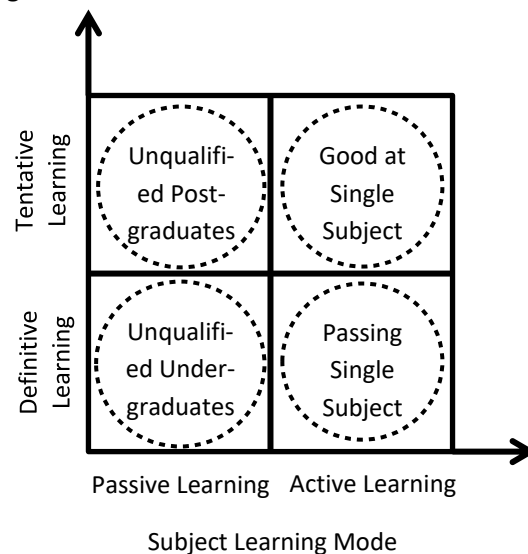 g
Tentative
Learning
Unqualifi-
ed Post-
graduates
Good at
Single
Subject
Definitive
Learning
Unqualifi-
ed Under-
graduates
Passing
Single
Subject
Passive Learning Active Learning
Subject Learning Mode